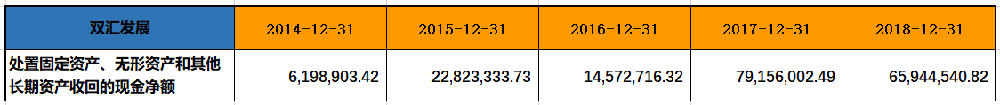 双汇发展 2014-12-31 2015-12-31 2016-12-31 2017-12-31 2018-12-31
处置固定资产、无形资产和其他
长期资产收回的现金净额 6,198,903.42 22,823,333.73 14,572,716.32 79,156,002.49 65,944,540.82